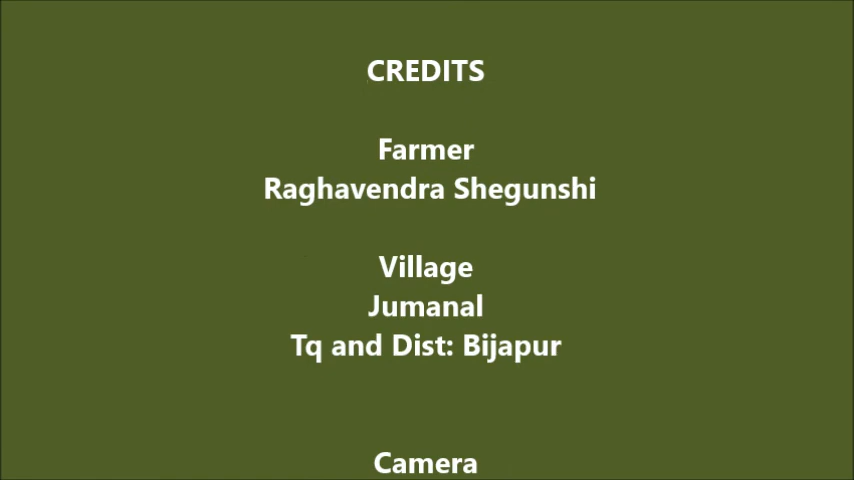 CREDITS
Farmer
Raghavendra Shegunshi
Village
Jumanal
Tq and Dist: Bijapur
Camera